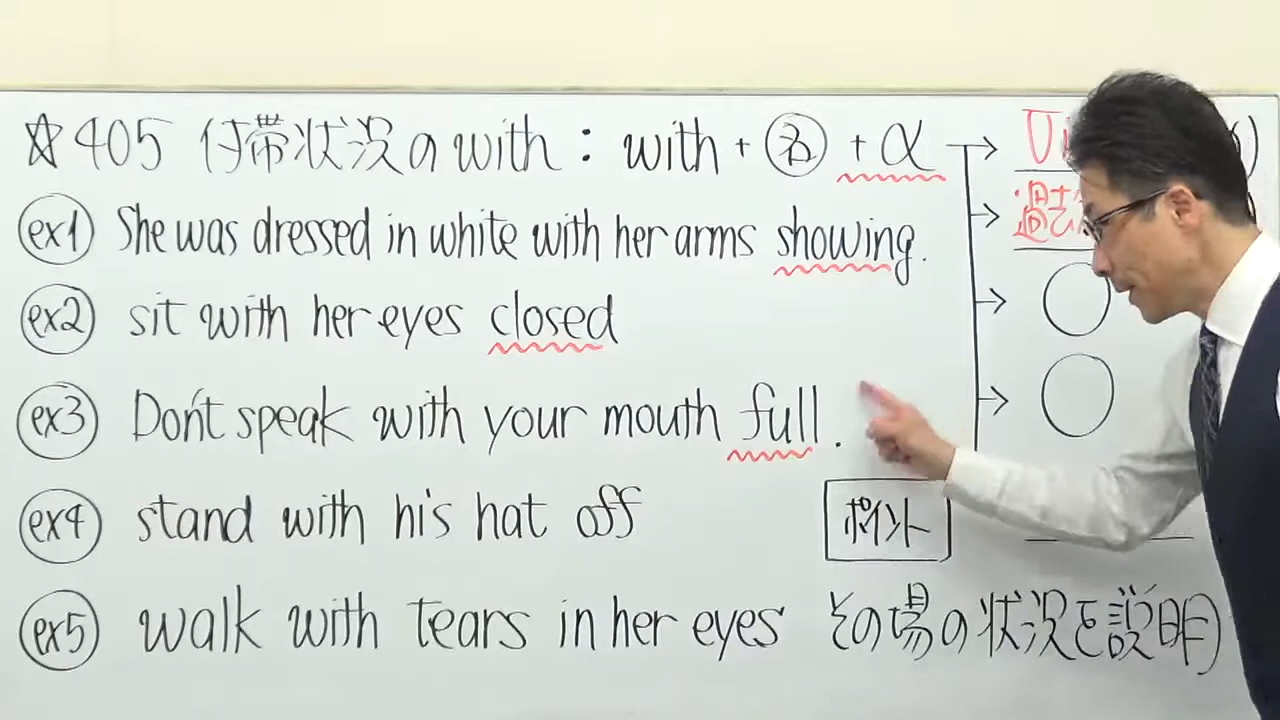 ☆405 付帯状況のwith：with + 名 + α
過去
ex1 She was dressed in white with her arms showing.
ex2 sit with her eyes closed
ex3 Don't speak with your mouth full.
ex4 stand with his hat off
ポイント
ex5 walk with tears in her eyes
その場の状況を説明